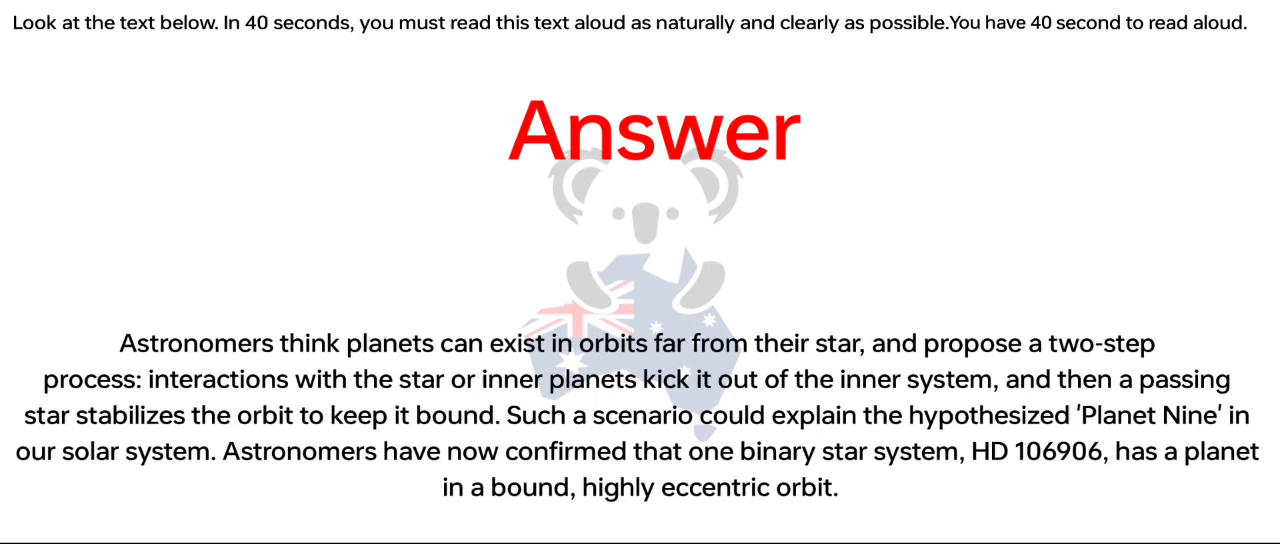 Look at the text below. In 40 seconds, you must read this text aloud as naturally and clearly as possible.You have 40 second to read aloud.
Answer
Astronomers think planets can exist in orbits far from their star, and propose a two-step
process: interactions with the star or inner planets kick it out of the inner system, and then a passing
star stabilizes the orbit to keep it bound. Such a scenario could explain the hypothesized 'Planet Nine' in
our solar system. Astronomers have now confirmed that one binary star system, HD 106906, has a planet
in a bound, highly eccentric orbit.